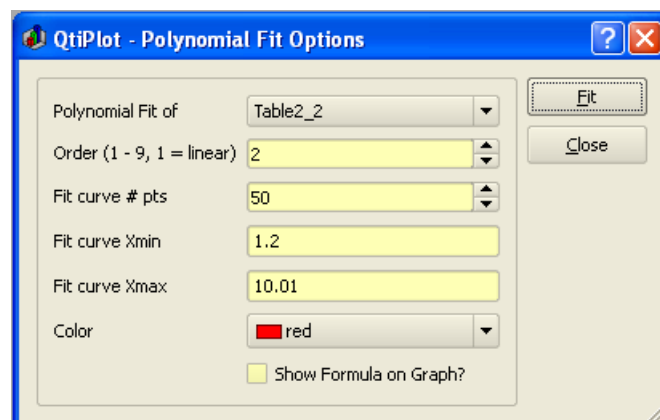 QtiPlot - Polynomial Fit Options
Polynomial Fit of Table2_2
Order (1 - 9, 1 = linear) 2
Fit curve # pts 50
Fit curve Xmin 1.2
Fit curve Xmax 10.01
Color red
Show Formula on Graph?
Fit
Close